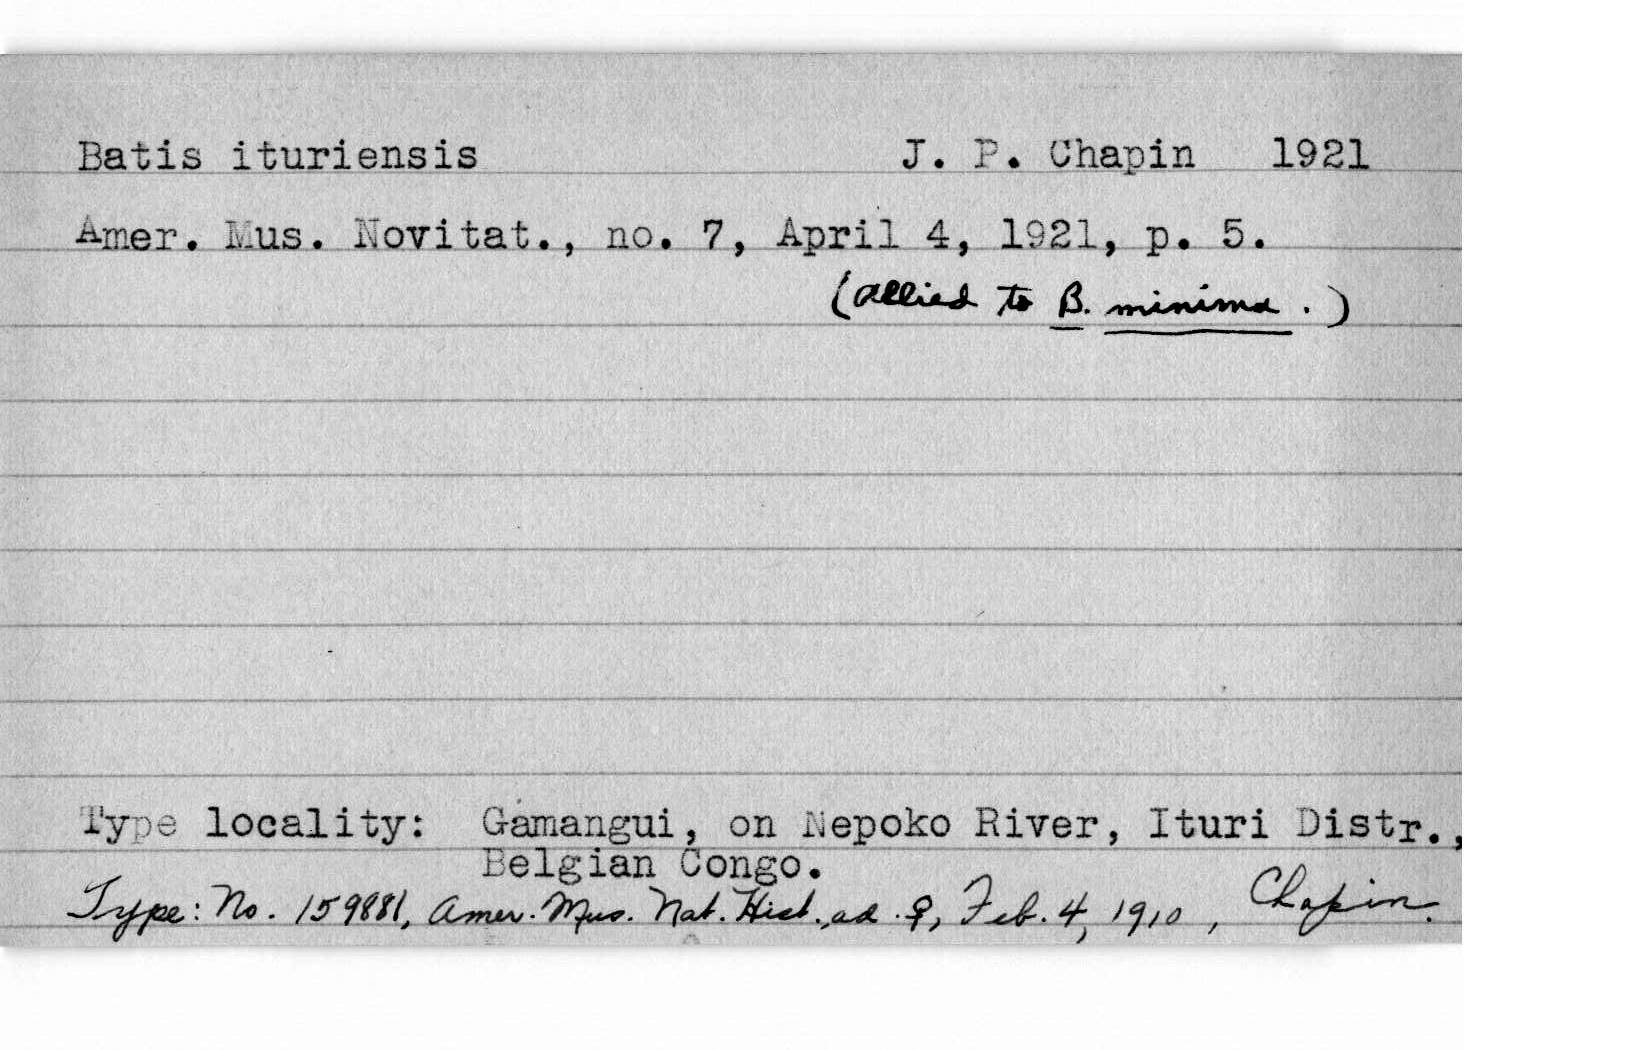 Batis ituriensis J. P. Chapin 1921
Amer. Mus. Novitat., no. 7, April 4, 1921, p. 5.
(allied to B. minima.)
Type locality: Gamangui, on Nepoko River, Ituri Distr.,
Belgian Congo.
Type: No. 159881, Amer. Mus. Nat. Hist., ad. ♀, Feb. 4, 1910, Chapin.